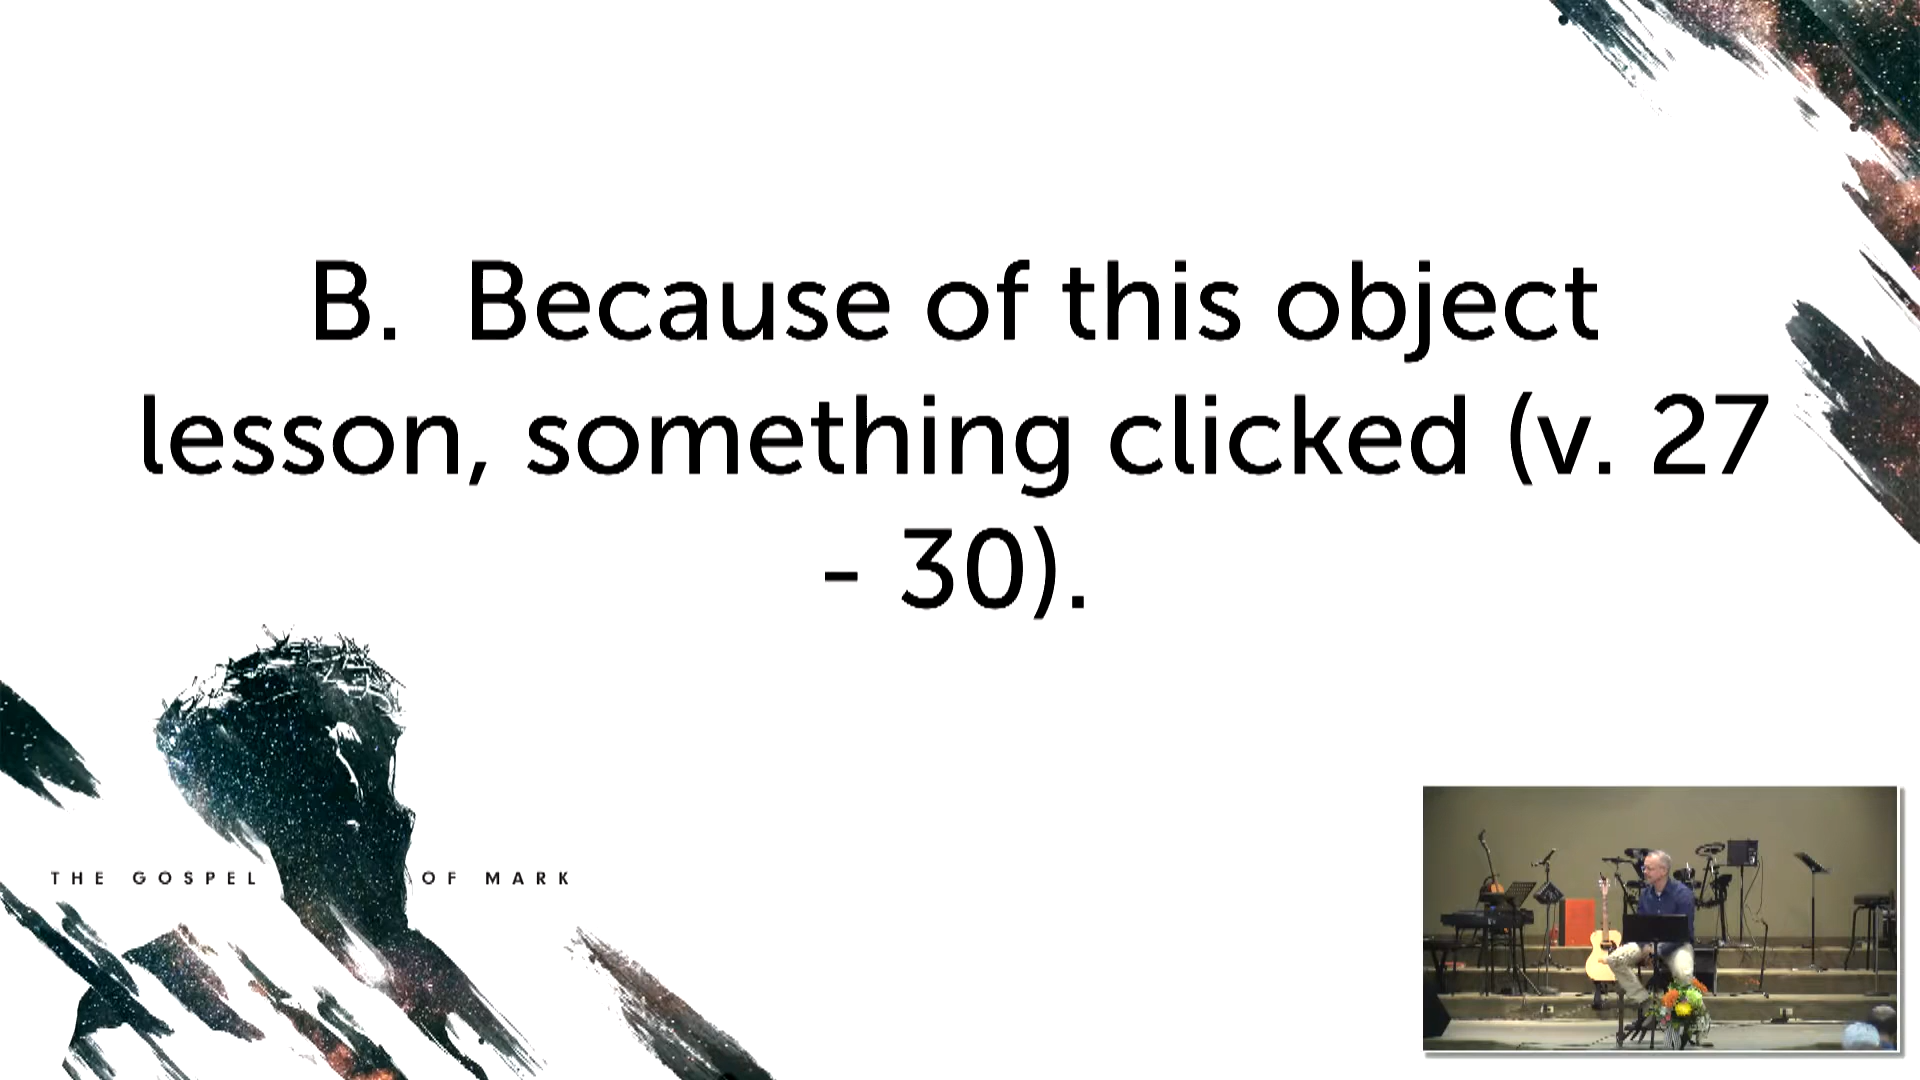 B.  Because of this object
lesson, something clicked (v. 27
- 30).
THE GOSPEL OF MARK